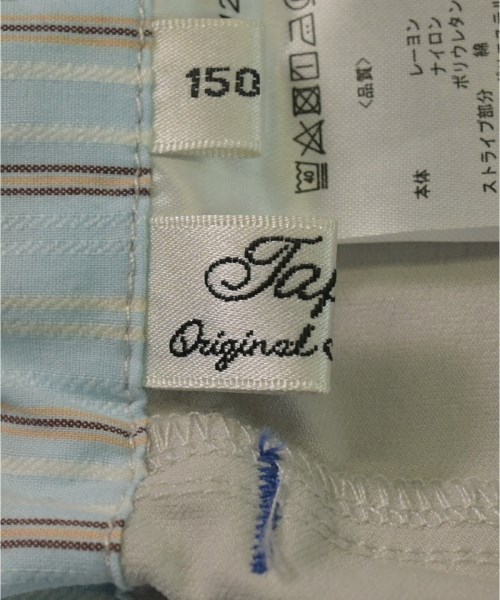 150
40
〈品質〉
本体
レーヨン
ナイロン
ポリウレタン
ストライプ部分
綿
Original